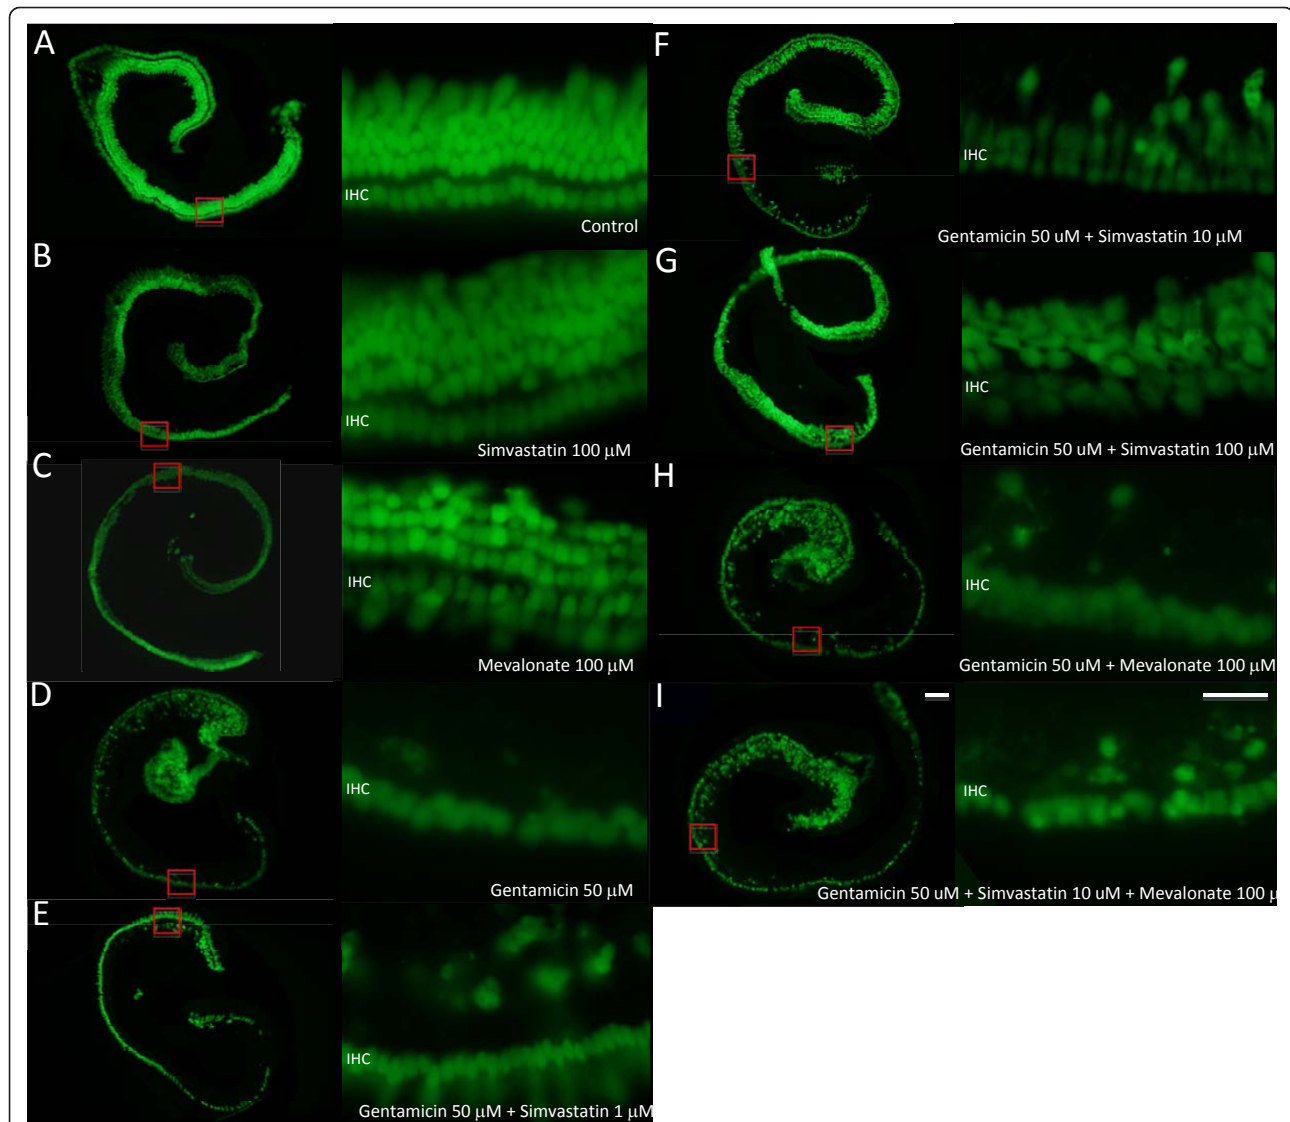 A
IHC
Control
B
IHC
Simvastatin 100 μM
C
IHC
Mevalonate 100 μM
D
IHC
Gentamicin 50 μM
E
IHC
Gentamicin 50 μM + Simvastatin 1 μM
F
IHC
Gentamicin 50 uM + Simvastatin 10 μM
G
IHC
Gentamicin 50 uM + Simvastatin 100 μM
H
IHC
Gentamicin 50 uM + Mevalonate 100 μM
I
IHC
Gentamicin 50 uM + Simvastatin 10 uM + Mevalonate 100 μ